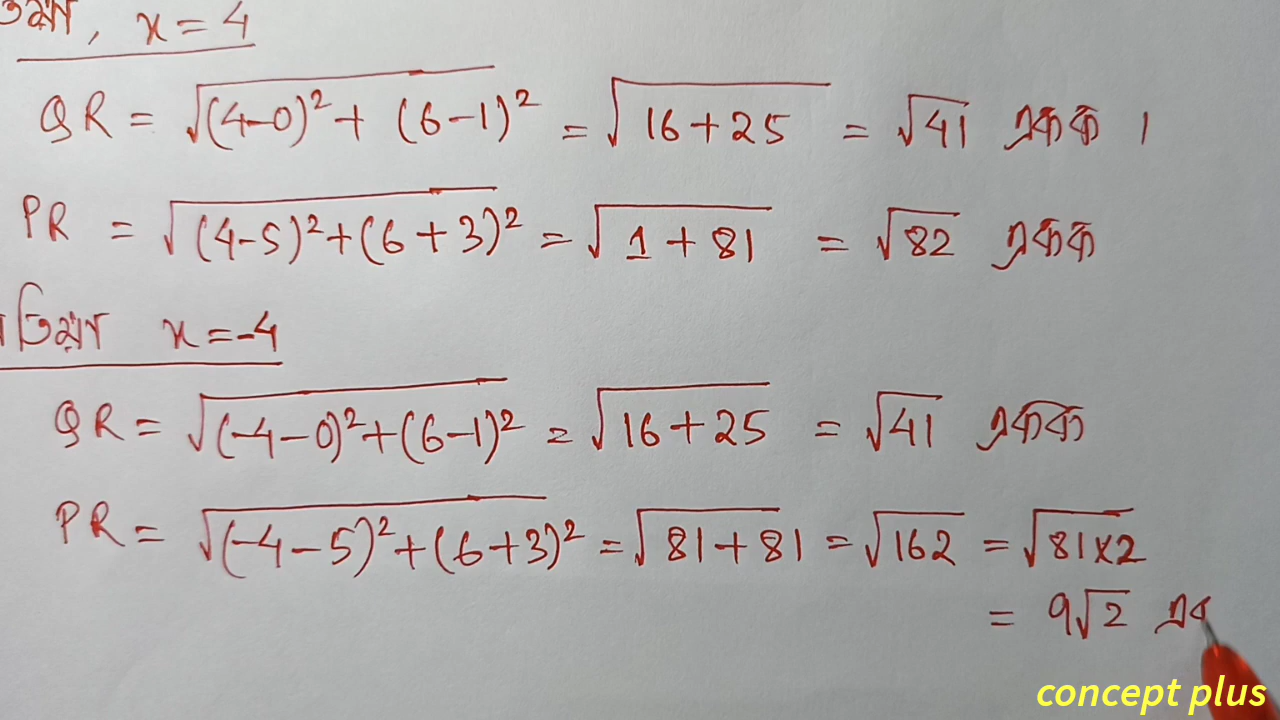 x = 4
QR = √(4-0)² + (6-1)² = √16+25 = √41 একক ।
PR = √(4-5)²+(6+3)² = √1+81 = √82 একক
x = -4
QR = √(-4-0)²+(6-1)² = √16+25 = √41 একক
PR = √(-4-5)²+(6+3)² = √81+81 = √162 = √81×2
= 9√2 এক
concept plus